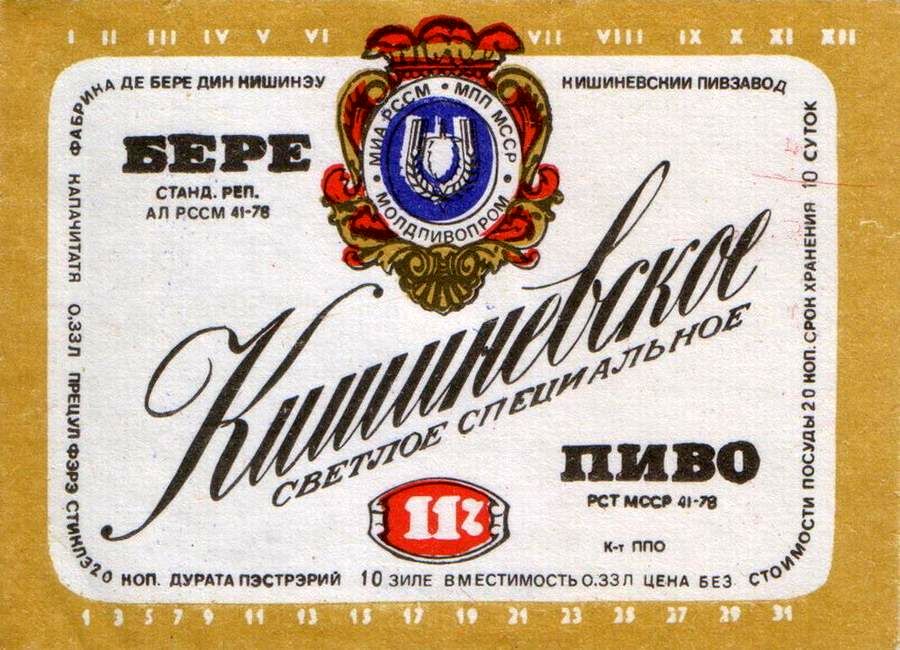 I II III IV V VI VII VIII IX X XI XII
ФАБРИКА ДЕ БЕРЕ ДИН КИШИНЭУ
КИШИНЕВСКИЙ ПИВЗАВОД
МИА РССМ • МПП МССР
• МОЛДПИВОПРОМ •
БЕРЕ
СТАНД. РЕП.
АЛ РССМ 41-78
Кишиневское
СВЕТЛОЕ СПЕЦИАЛЬНОЕ
ПИВО
РСТ МССР 41-78
11%
К-т ППО
КАПАЧИТАТЯ 0.33Л ПРЕЦУЛ ФЭРЭ СТИКЛЭ 20 КОП. ДУРАТА ПЭСТРЭРИЙ 10 ЗИЛЕ
ВМЕСТИМОСТЬ 0.33Л ЦЕНА БЕЗ СТОИМОСТИ ПОСУДЫ 20 КОП. СРОК ХРАНЕНИЯ 10 СУТОК
1 3 5 7 9 11 13 15 17 19 21 23 25 27 29 31